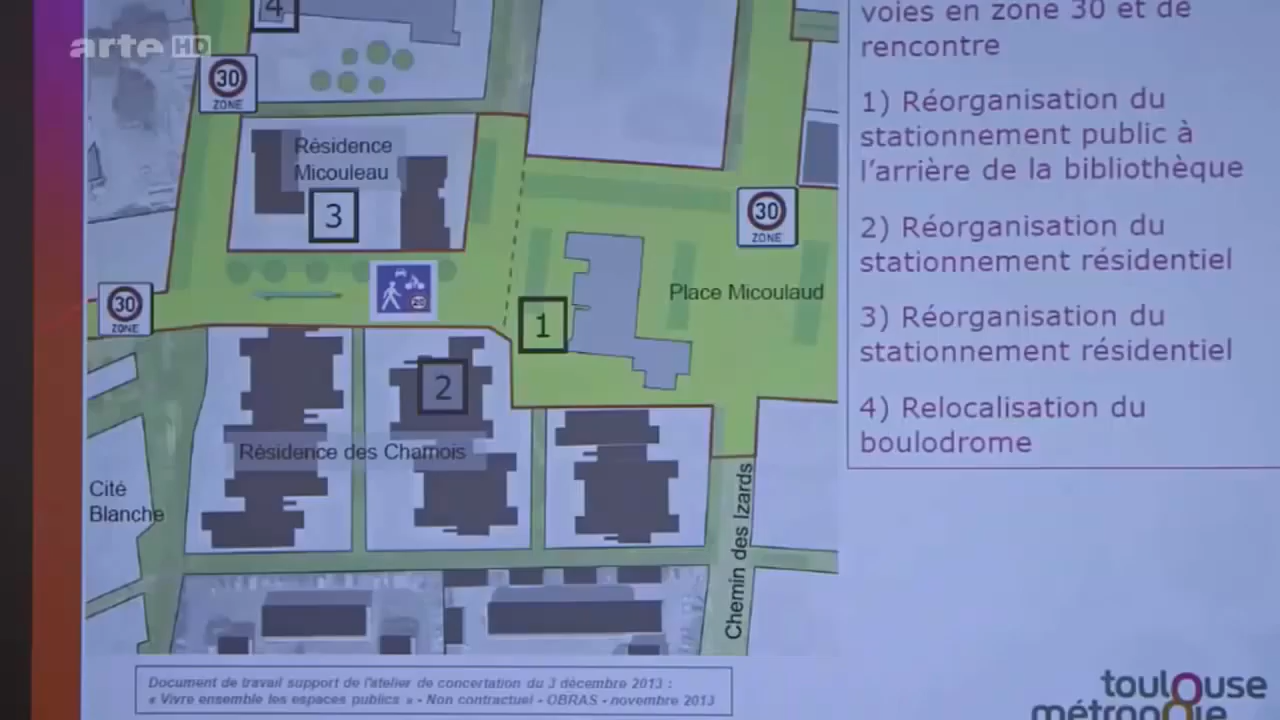 arte HD
4
30
ZONE
Résidence
Micouleau
3
30
ZONE
20
30
ZONE
1
Place Micoulaud
2
Résidence des Chamois
Cité
Blanche
Chemin des Izards
voies en zone 30 et de
rencontre
1) Réorganisation du
stationnement public à
l’arrière de la bibliothèque
2) Réorganisation du
stationnement résidentiel
3) Réorganisation du
stationnement résidentiel
4) Relocalisation du
boulodrome
Document de travail support de l'atelier de concertation du 3 décembre 2013 :
« Vivre ensemble les espaces publics » - Non contractuel - OBRAS - novembre 2013
toulouse
métropole